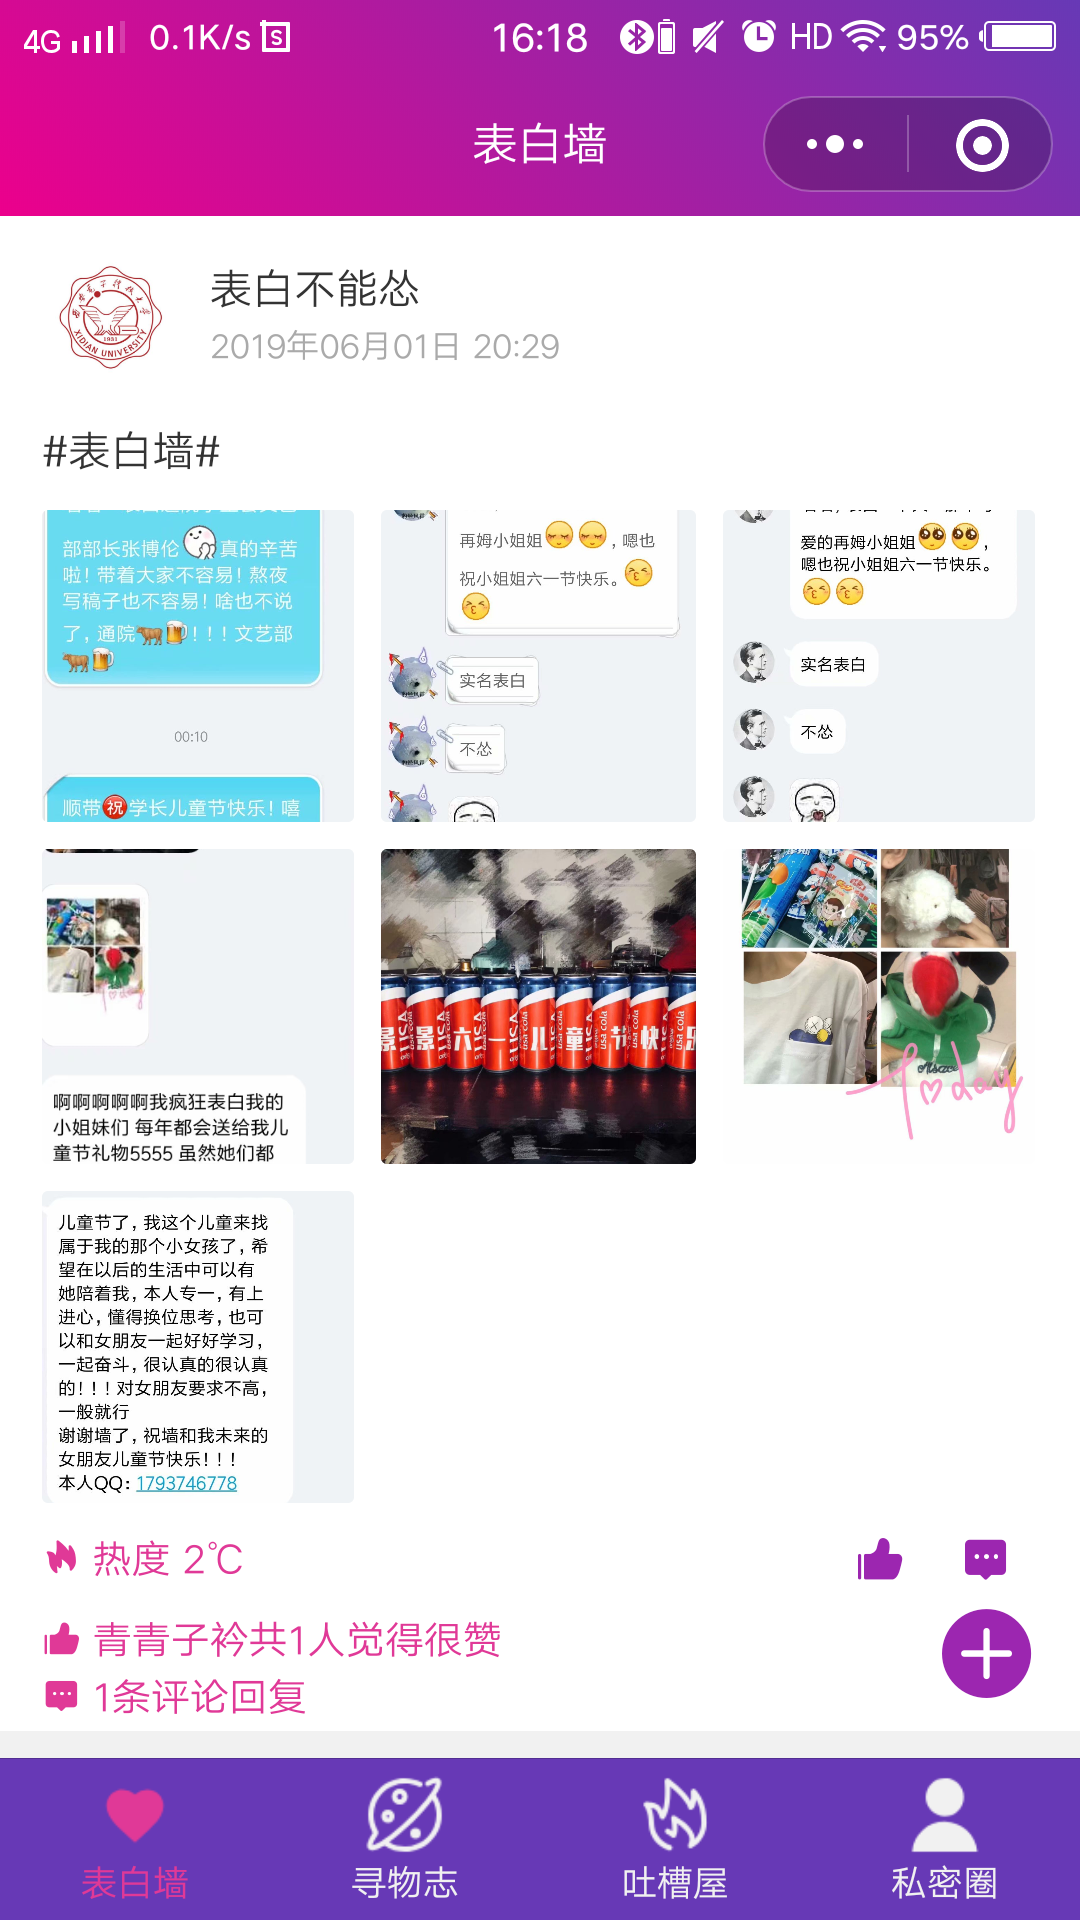 4G 0.1K/s 16:18 HD 95%
表白墙
表白不能怂
2019年06月01日 20:29
XIDIAN UNIVERSITY
1931
#表白墙#
部部长张博伦真的辛苦
啦！带着大家不容易！熬夜
写稿子也不容易！啥也不说
了，通院🐂🍺！！！文艺部
🐂🍺
00:10
顺带㊗学长儿童节快乐！嘻
再姆小姐姐，嗯也
祝小姐姐六一节快乐。
实名表白
不怂
爱的再姆小姐姐，
嗯也祝小姐姐六一节快乐。
实名表白
不怂
啊啊啊啊啊我疯狂表白我的
小姐妹们 每年都会送给我儿
童节礼物5555 虽然她们都
景景六一儿童节快乐
usa cola
today
儿童节了，我这个儿童来找
属于我的那个小女孩了，希
望在以后的生活中可以有
她陪着我，本人专一，有上
进心，懂得换位思考，也可
以和女朋友一起好好学习，
一起奋斗，很认真的很认真
的！！！对女朋友要求不高，
一般就行
谢谢墙了，祝墙和我未来的
女朋友儿童节快乐！！！
本人QQ：1793746778
热度 2℃
青青子衿共1人觉得很赞
1条评论回复
表白墙
寻物志
吐槽屋
私密圈